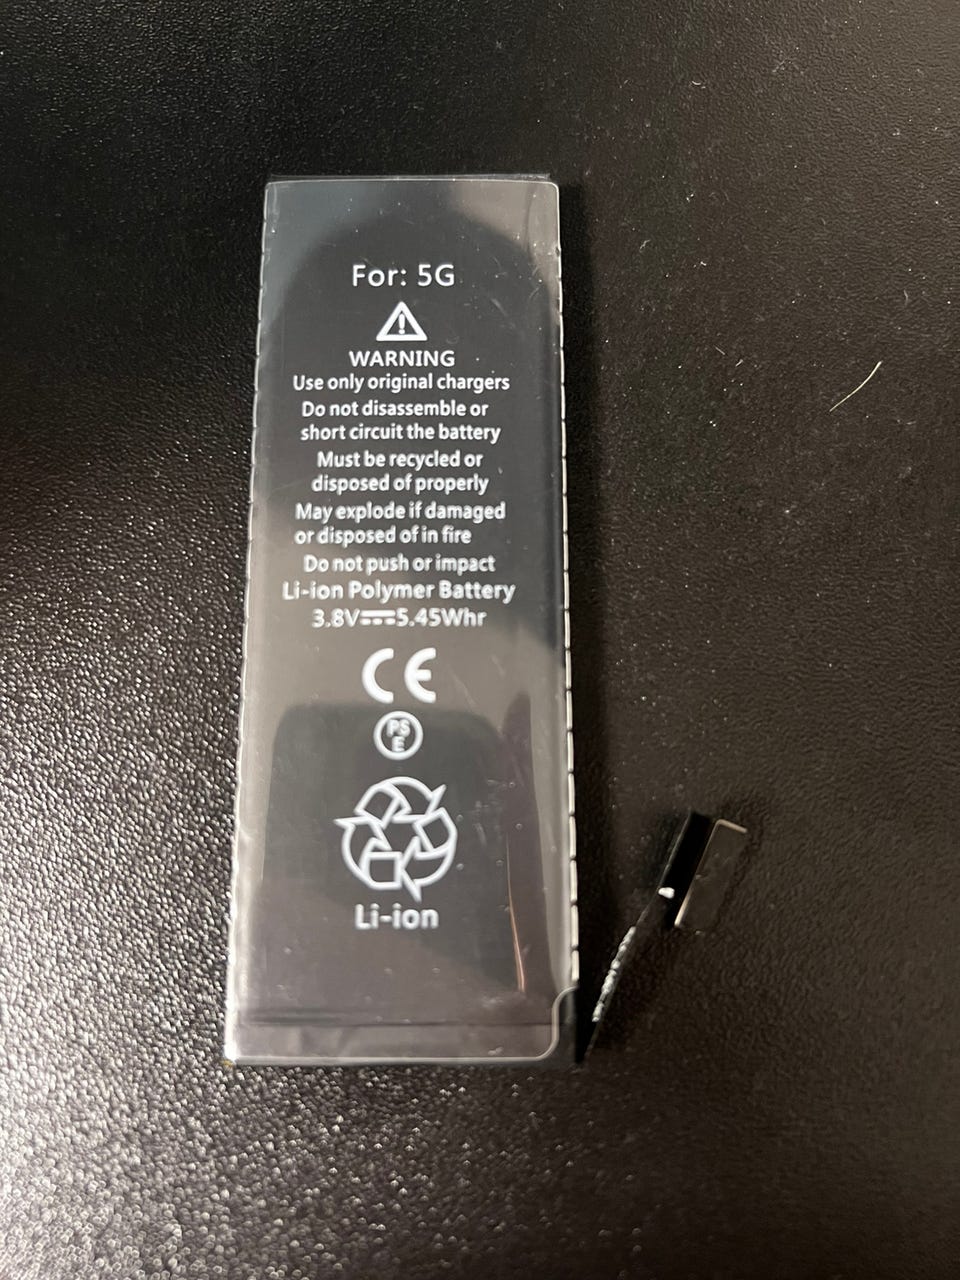 For: 5G
WARNING
Use only original chargers
Do not disassemble or
short circuit the battery
Must be recycled or
disposed of properly
May explode if damaged
or disposed of in fire
Do not push or impact
Li-ion Polymer Battery
3.8V⎓5.45Whr
CE
PS
E
Li-ion